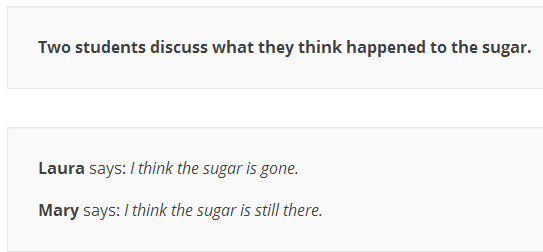 Two students discuss what they think happened to the sugar.
Laura says: I think the sugar is gone.
Mary says: I think the sugar is still there.